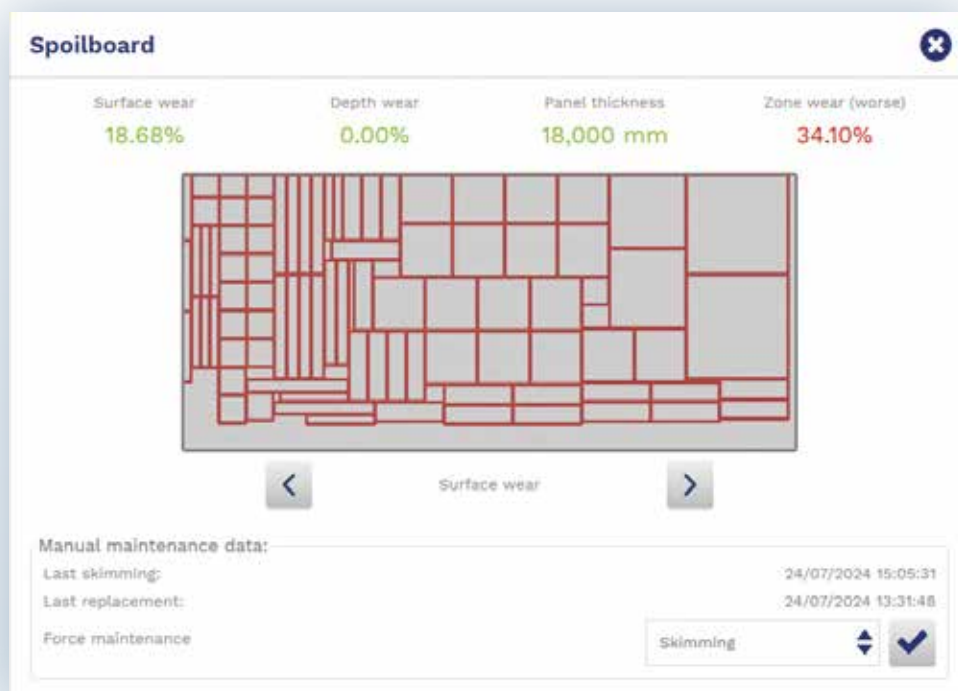 Spoilboard
Surface wear
Depth wear
Panel thickness
Zone wear (worse)
18.68%
0.00%
18,000 mm
34.10%
Surface wear
Manual maintenance data:
Last skimming:
24/07/2024 15:05:31
Last replacement:
24/07/2024 13:31:48
Force maintenance
Skimming